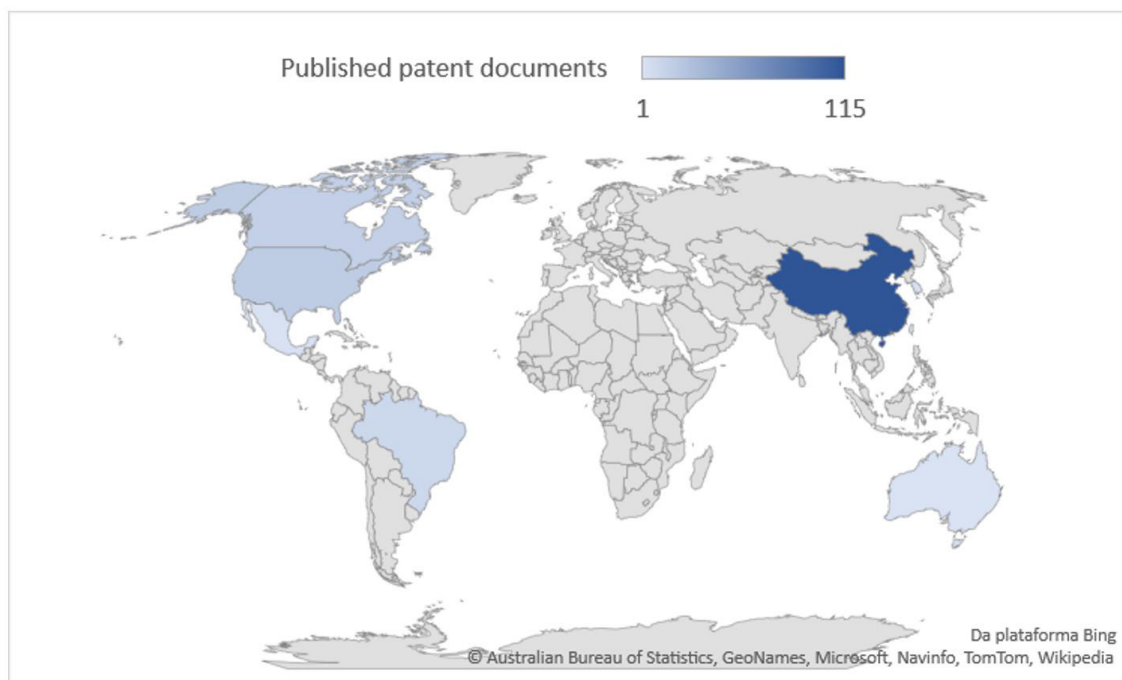 Published patent documents
1 115
Da plataforma Bing
© Australian Bureau of Statistics, GeoNames, Microsoft, Navinfo, TomTom, Wikipedia